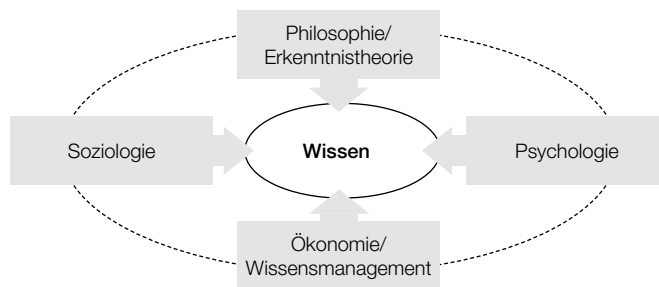 Philosophie/
Erkenntnistheorie
Soziologie
Wissen
Psychologie
Ökonomie/
Wissensmanagement